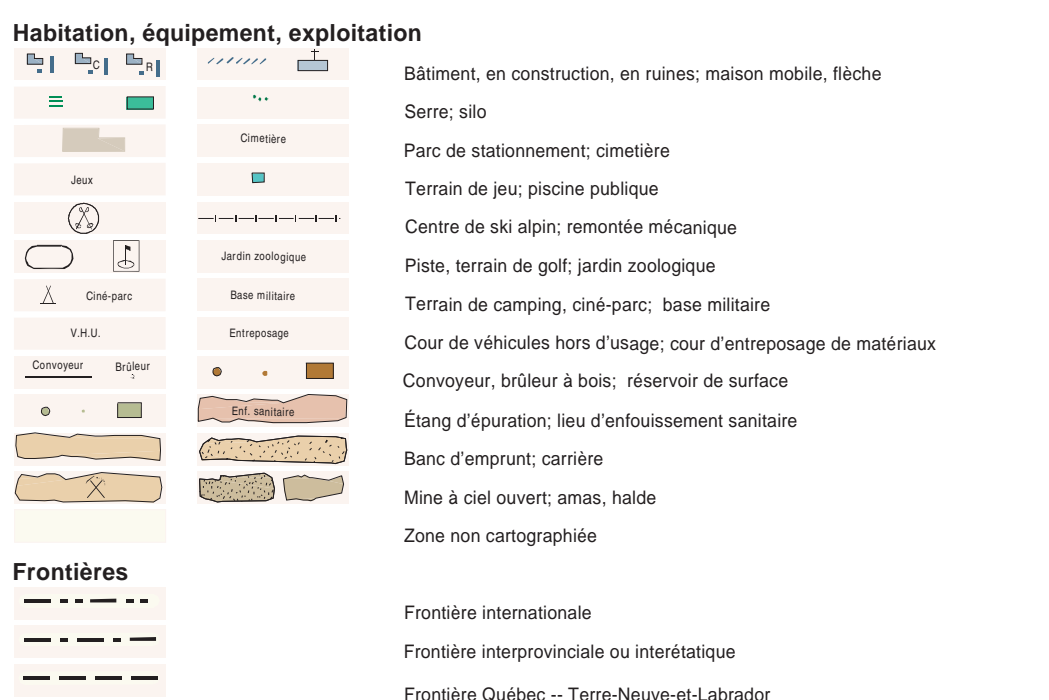 Habitation, équipement, exploitation
C R Bâtiment, en construction, en ruines; maison mobile, flèche
Serre; silo
Cimetière Parc de stationnement; cimetière
Jeux Terrain de jeu; piscine publique
Centre de ski alpin; remontée mécanique
Jardin zoologique Piste, terrain de golf; jardin zoologique
Ciné-parc Base militaire Terrain de camping, ciné-parc; base militaire
V.H.U. Entreposage Cour de véhicules hors d'usage; cour d'entreposage de matériaux
Convoyeur Brûleur Convoyeur, brûleur à bois; réservoir de surface
Enf. sanitaire Étang d'épuration; lieu d'enfouissement sanitaire
Banc d'emprunt; carrière
Mine à ciel ouvert; amas, halde
Zone non cartographiée
Frontières
Frontière internationale
Frontière interprovinciale ou interétatique
Frontière Québec -- Terre-Neuve-et-Labrador